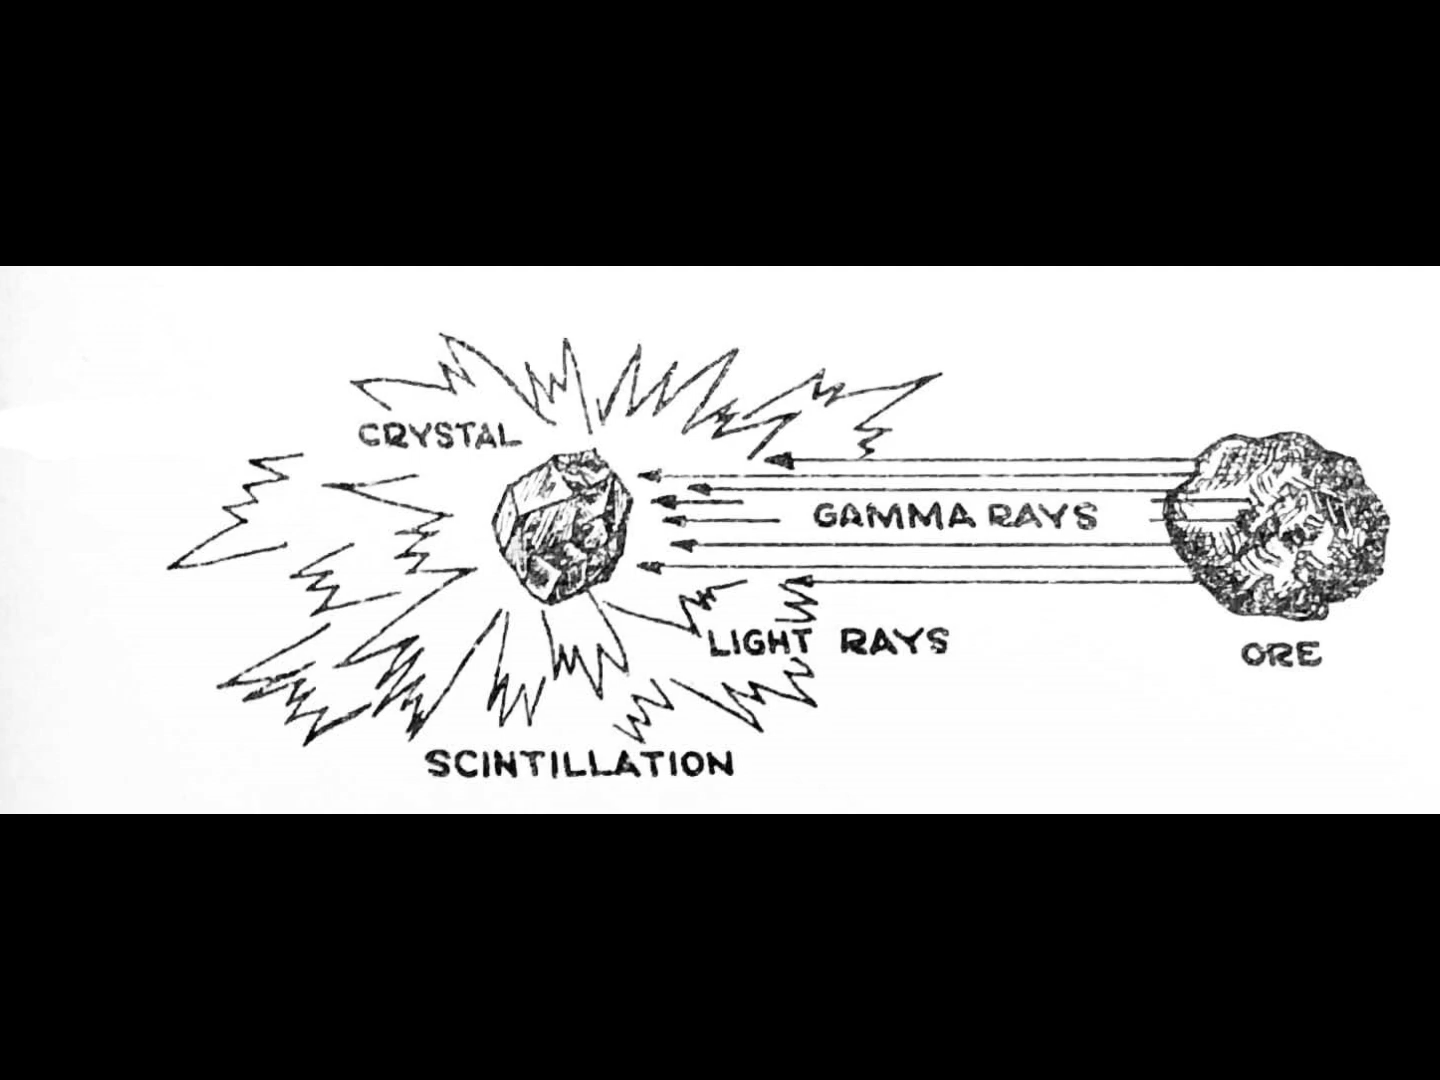 CRYSTAL
GAMMA RAYS
LIGHT RAYS
ORE
SCINTILLATION